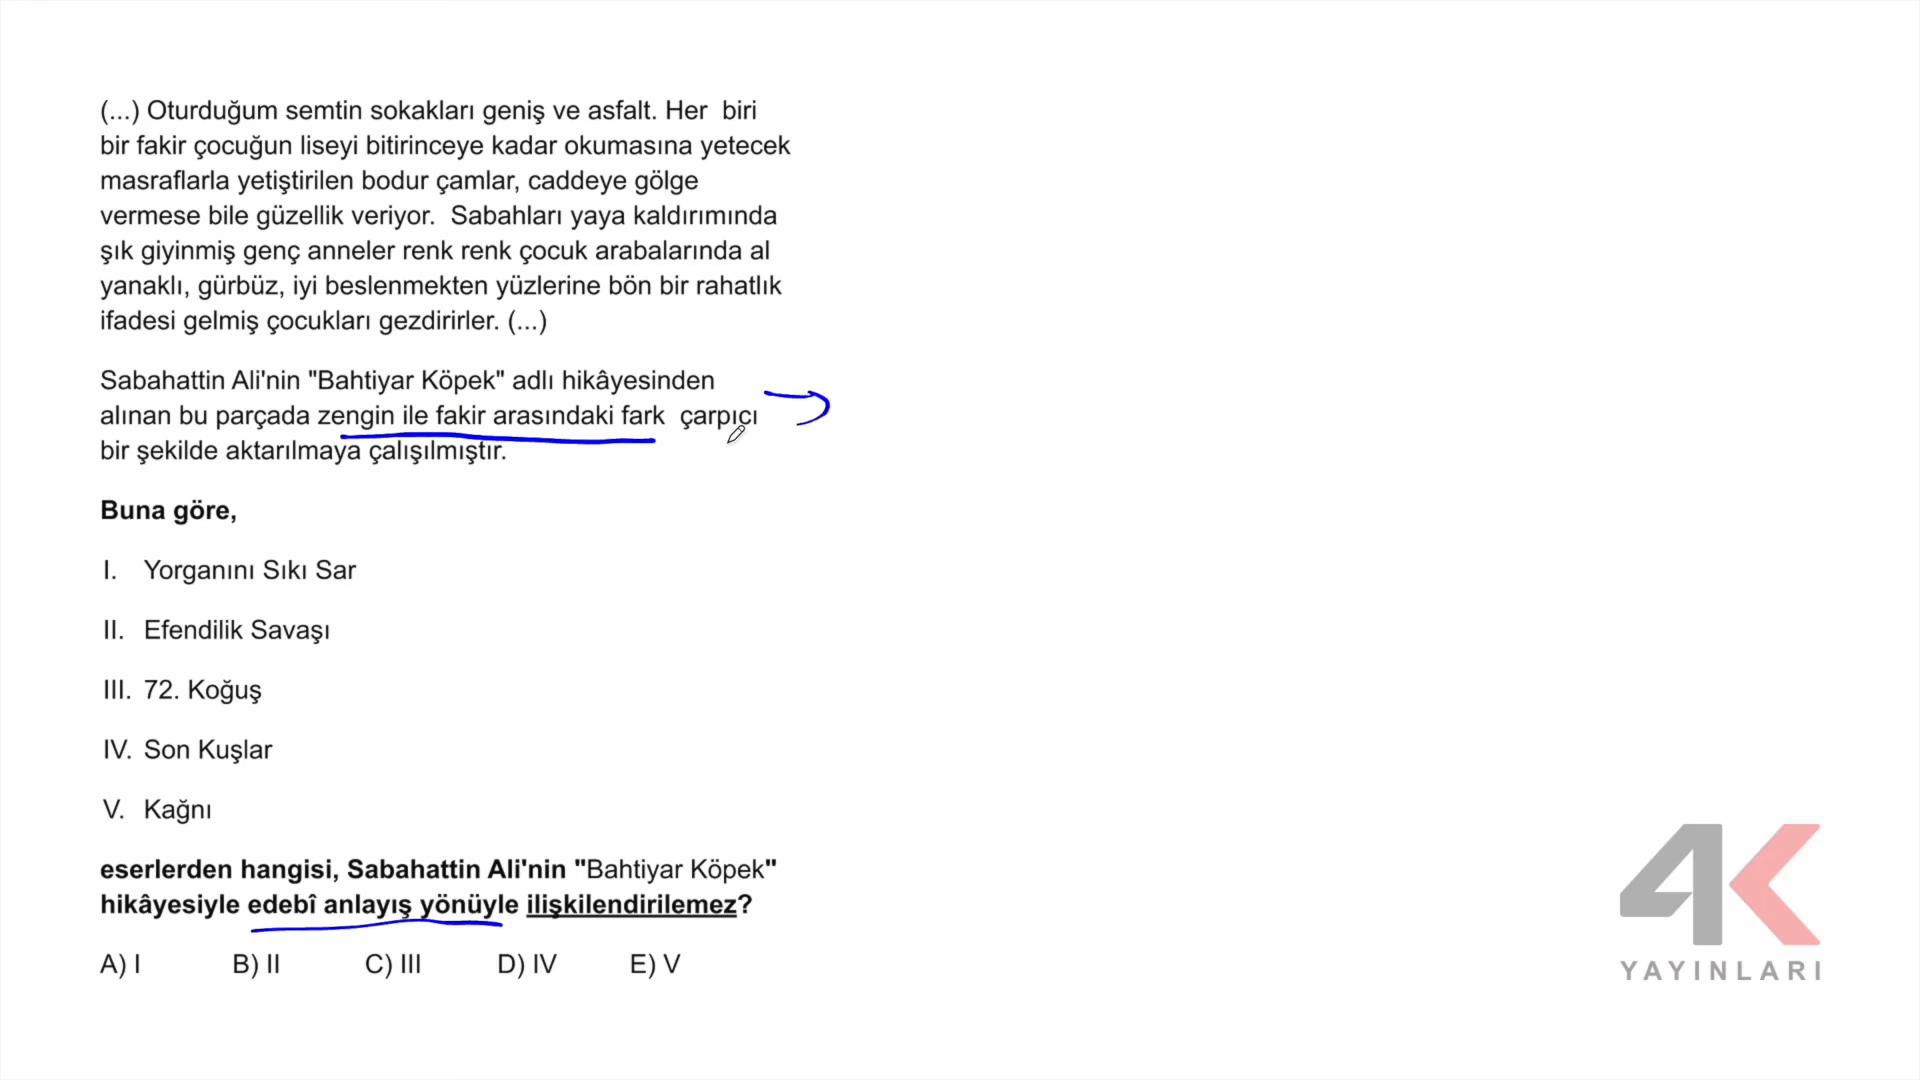 (...) Oturduğum semtin sokakları geniş ve asfalt. Her biri
bir fakir çocuğun liseyi bitirinceye kadar okumasına yetecek
masraflarla yetiştirilen bodur çamlar, caddeye gölge
vermese bile güzellik veriyor. Sabahları yaya kaldırımında
şık giyinmiş genç anneler renk renk çocuk arabalarında al
yanaklı, gürbüz, iyi beslenmekten yüzlerine bön bir rahatlık
ifadesi gelmiş çocukları gezdirirler. (...)
Sabahattin Ali'nin "Bahtiyar Köpek" adlı hikâyesinden
alınan bu parçada zengin ile fakir arasındaki fark çarpıcı
bir şekilde aktarılmaya çalışılmıştır.
Buna göre,
I. Yorganını Sıkı Sar
II. Efendilik Savaşı
III. 72. Koğuş
IV. Son Kuşlar
V. Kağnı
eserlerden hangisi, Sabahattin Ali'nin "Bahtiyar Köpek"
hikâyesiyle edebî anlayış yönüyle ilişkilendirilemez?
A) I B) II C) III D) IV E) V
4K
YAYINLARI